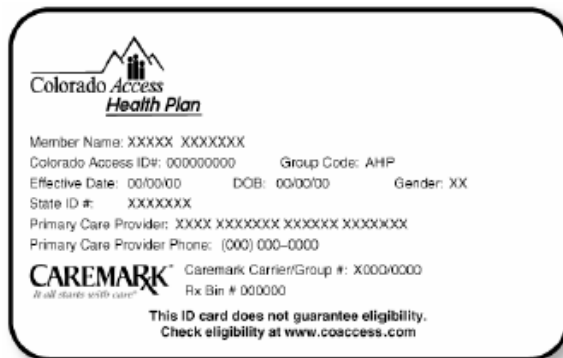 Colorado Access
Health Plan
Member Name: XXXXX XXXXXXX
Colorado Access ID#: 000000000 Group Code: AHP
Effective Date: 00/00/00 DOB: 00/00/00 Gender: XX
State ID #: XXXXXXX
Primary Care Provider: XXXX XXXXXXX XXXXXX XXXXXXX
Primary Care Provider Phone: (000) 000–0000
CAREMARK Caremark Carrier/Group #: X000/0000
It all starts with care Rx Bin # 000000
This ID card does not guarantee eligibility.
Check eligibility at www.coaccess.com